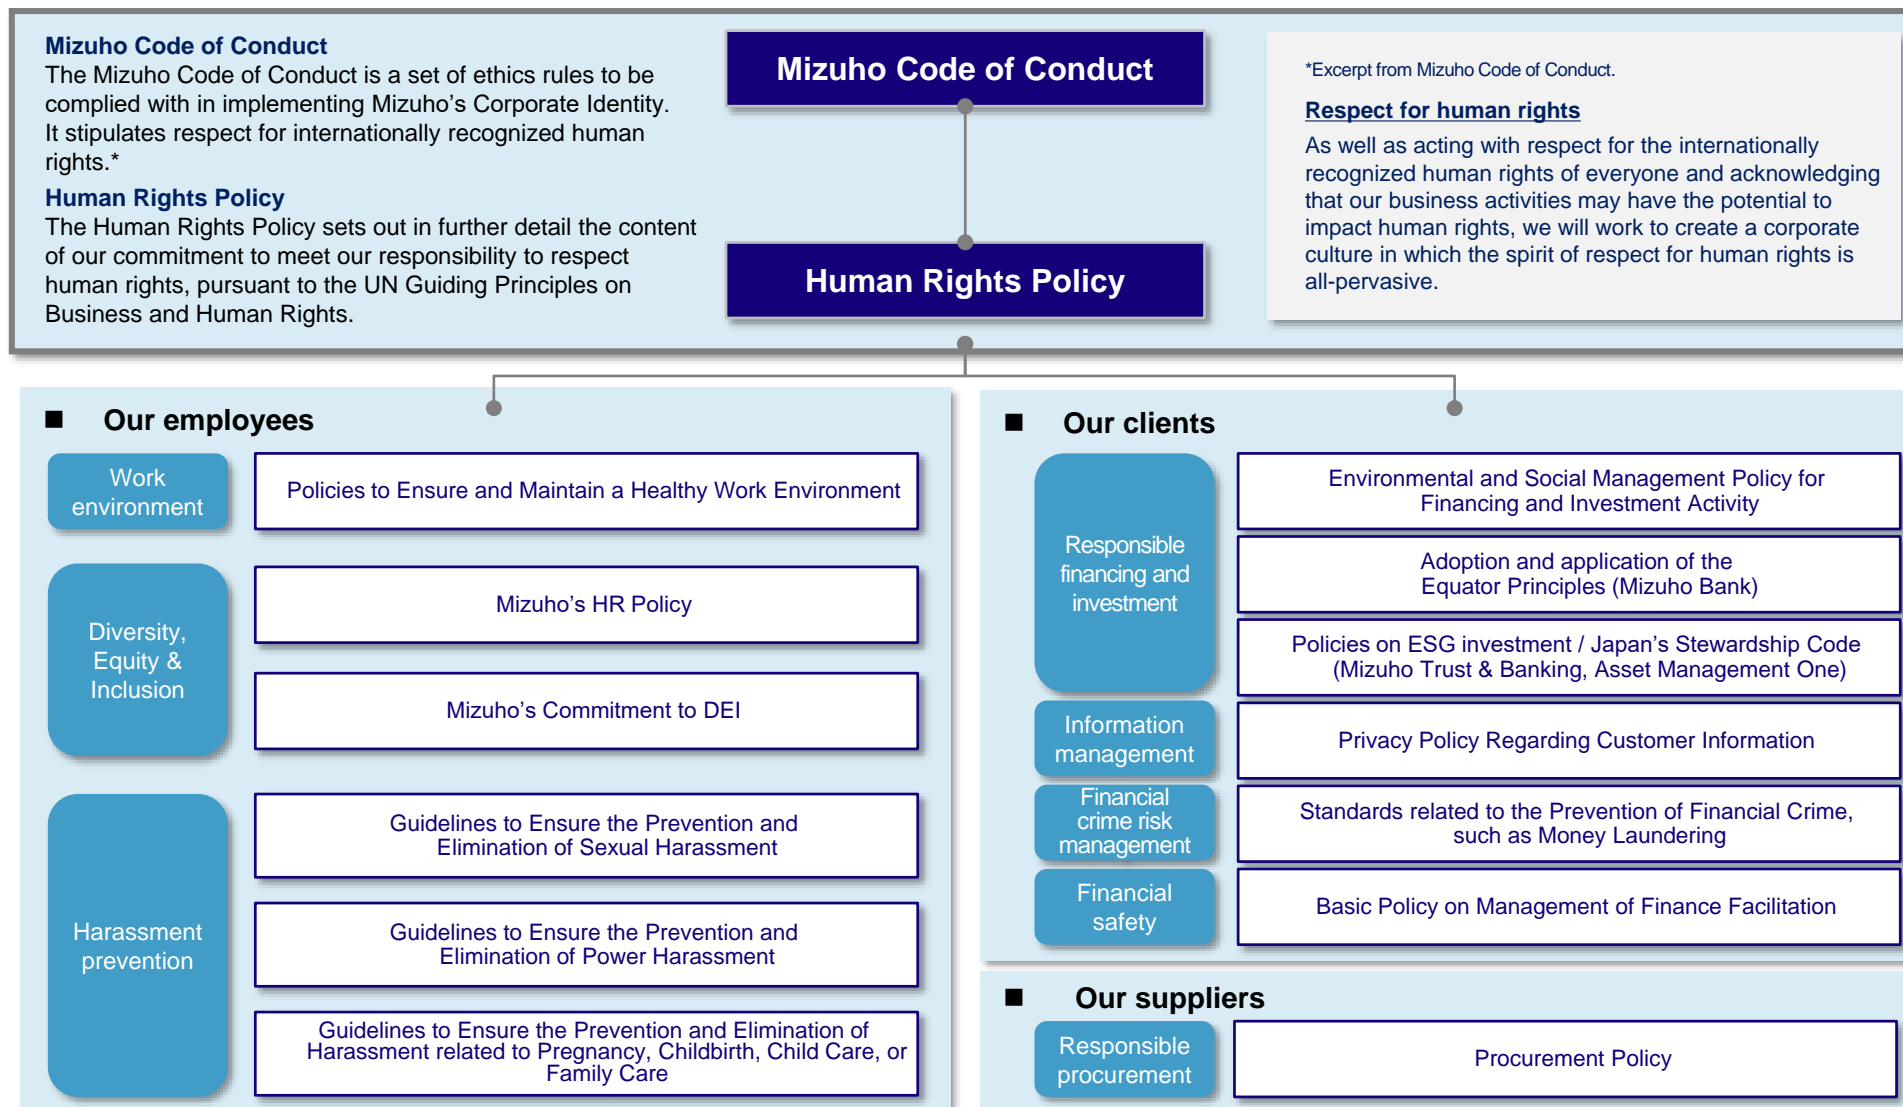 Mizuho Code of Conduct
The Mizuho Code of Conduct is a set of ethics rules to be
complied with in implementing Mizuho’s Corporate Identity.
It stipulates respect for internationally recognized human
rights.*
Human Rights Policy
The Human Rights Policy sets out in further detail the content
of our commitment to meet our responsibility to respect
human rights, pursuant to the UN Guiding Principles on
Business and Human Rights.
Mizuho Code of Conduct
Human Rights Policy
*Excerpt from Mizuho Code of Conduct.
Respect for human rights
As well as acting with respect for the internationally
recognized human rights of everyone and acknowledging
that our business activities may have the potential to
impact human rights, we will work to create a corporate
culture in which the spirit of respect for human rights is
all-pervasive.
■ Our employees
Work
environment
Policies to Ensure and Maintain a Healthy Work Environment
Diversity,
Equity &
Inclusion
Mizuho’s HR Policy
Mizuho’s Commitment to DEI
Harassment
prevention
Guidelines to Ensure the Prevention and
Elimination of Sexual Harassment
Guidelines to Ensure the Prevention and
Elimination of Power Harassment
Guidelines to Ensure the Prevention and Elimination of
Harassment related to Pregnancy, Childbirth, Child Care, or
Family Care
■ Our clients
Responsible
financing and
investment
Environmental and Social Management Policy for
Financing and Investment Activity
Adoption and application of the
Equator Principles (Mizuho Bank)
Policies on ESG investment / Japan’s Stewardship Code
(Mizuho Trust & Banking, Asset Management One)
Information
management
Privacy Policy Regarding Customer Information
Financial
crime risk
management
Standards related to the Prevention of Financial Crime,
such as Money Laundering
Financial
safety
Basic Policy on Management of Finance Facilitation
■ Our suppliers
Responsible
procurement
Procurement Policy